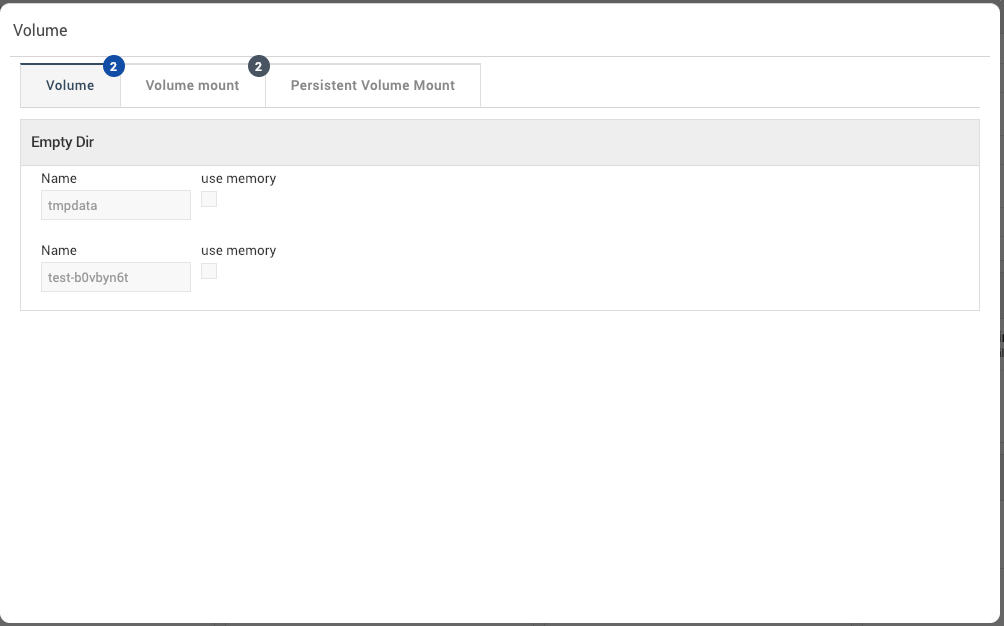 Volume
2
2
Volume
Volume mount
Persistent Volume Mount
Empty Dir
Name use memory
tmpdata
Name use memory
test-b0vbyn6t